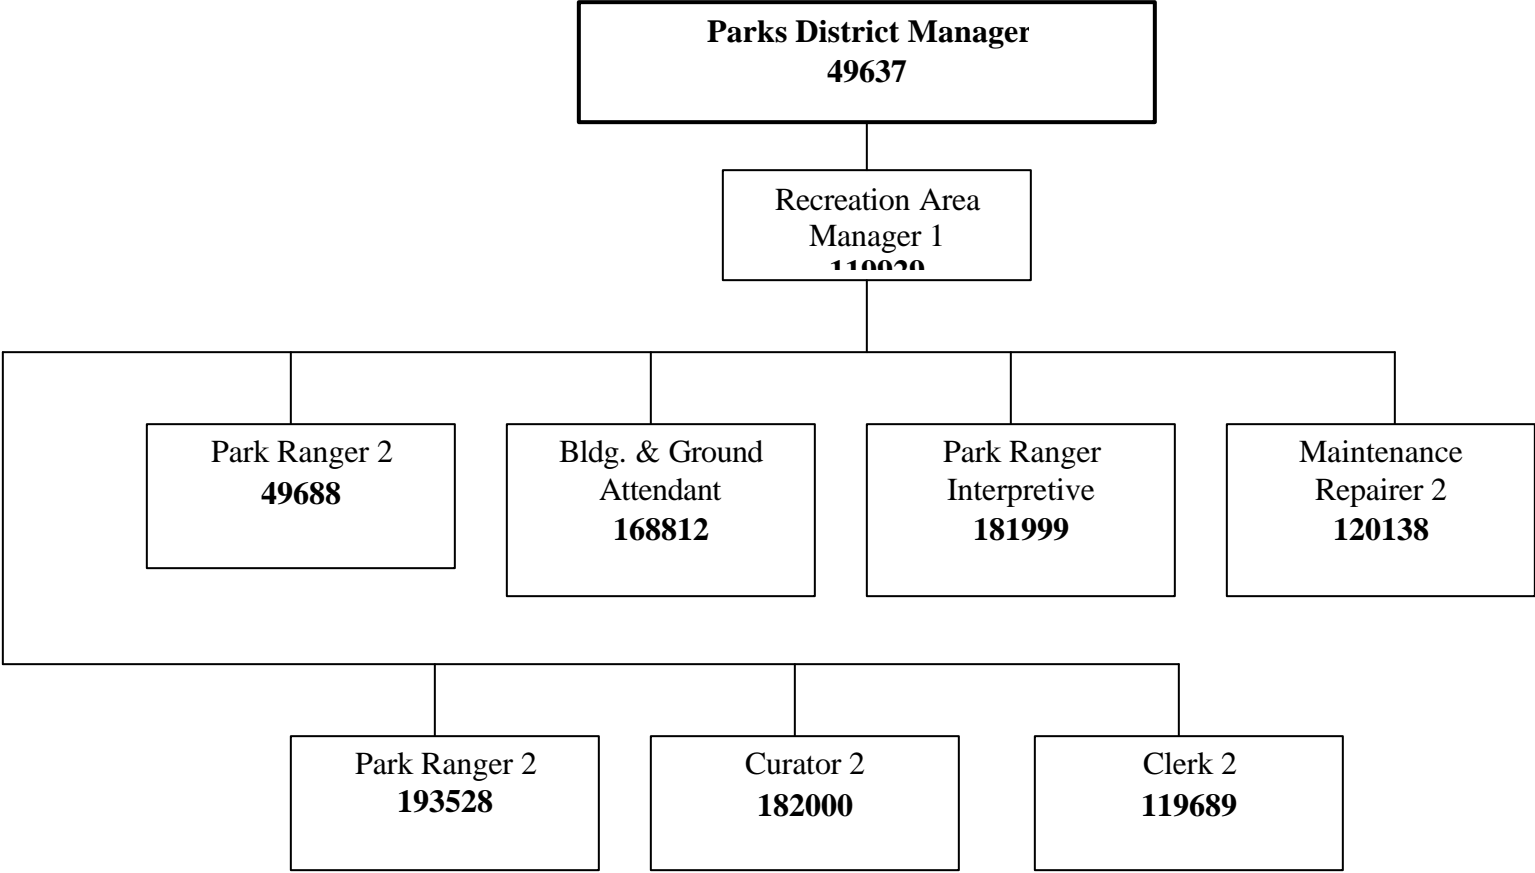 Parks District Manager
49637
Recreation Area
Manager 1
Park Ranger 2
49688
Bldg. & Ground
Attendant
168812
Park Ranger
Interpretive
181999
Maintenance
Repairer 2
120138
Park Ranger 2
193528
Curator 2
182000
Clerk 2
119689